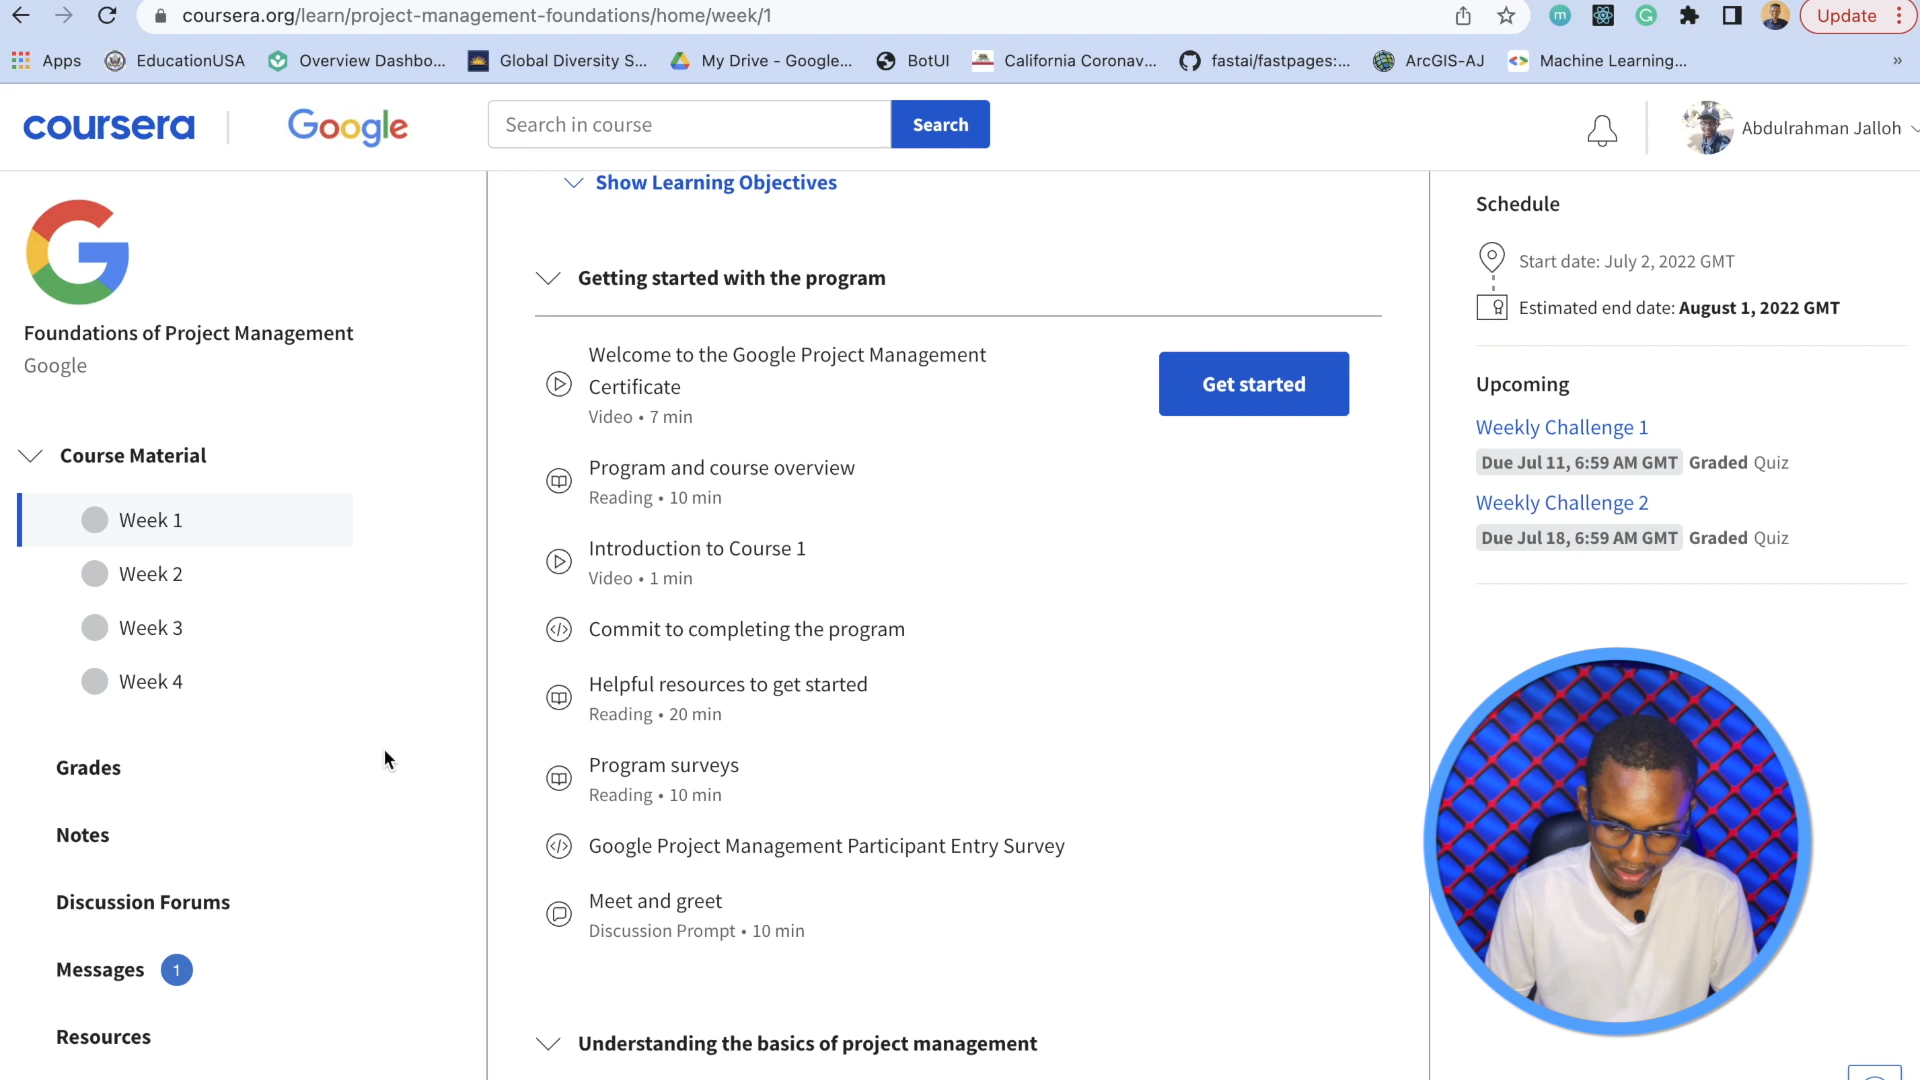 coursera.org/learn/project-management-foundations/home/week/1
m
G
Update
Apps
EducationUSA
Overview Dashbo...
Global Diversity S...
My Drive - Google...
BotUI
California Coronav...
fastai/fastpages:...
ArcGIS-AJ
Machine Learning...
»
coursera
Google
Search in course
Search
Abdulrahman Jalloh
G
Foundations of Project Management
Google
Course Material
Week 1
Week 2
Week 3
Week 4
Grades
Notes
Discussion Forums
Messages 1
Resources
Show Learning Objectives
Getting started with the program
Welcome to the Google Project Management
Certificate
Video • 7 min
Get started
Program and course overview
Reading • 10 min
Introduction to Course 1
Video • 1 min
Commit to completing the program
Helpful resources to get started
Reading • 20 min
Program surveys
Reading • 10 min
Google Project Management Participant Entry Survey
Meet and greet
Discussion Prompt • 10 min
Understanding the basics of project management
Schedule
Start date: July 2, 2022 GMT
Estimated end date: August 1, 2022 GMT
Upcoming
Weekly Challenge 1
Due Jul 11, 6:59 AM GMT Graded Quiz
Weekly Challenge 2
Due Jul 18, 6:59 AM GMT Graded Quiz